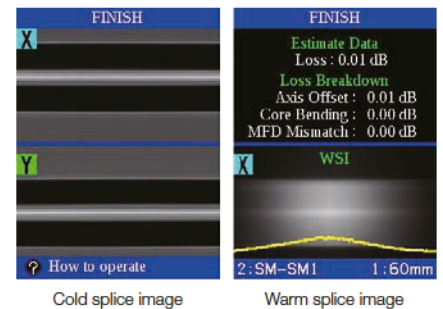 FINISH
X
Y
? How to operate
Cold splice image
FINISH
Estimate Data
Loss : 0.01 dB
Loss Breakdown
Axis Offset : 0.01 dB
Core Bending : 0.00 dB
MFD Mismatch : 0.00 dB
X WSI
2:SM-SM1 1:60mm
Warm splice image